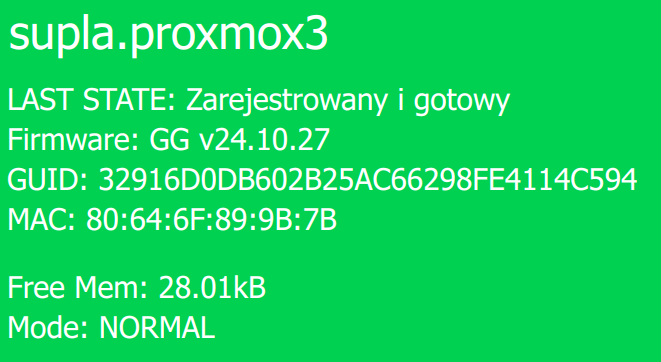 supla.proxmox3
LAST STATE: Zarejestrowany i gotowy
Firmware: GG v24.10.27
GUID: 32916D0DB602B25AC66298FE4114C594
MAC: 80:64:6F:89:9B:7B
Free Mem: 28.01kB
Mode: NORMAL